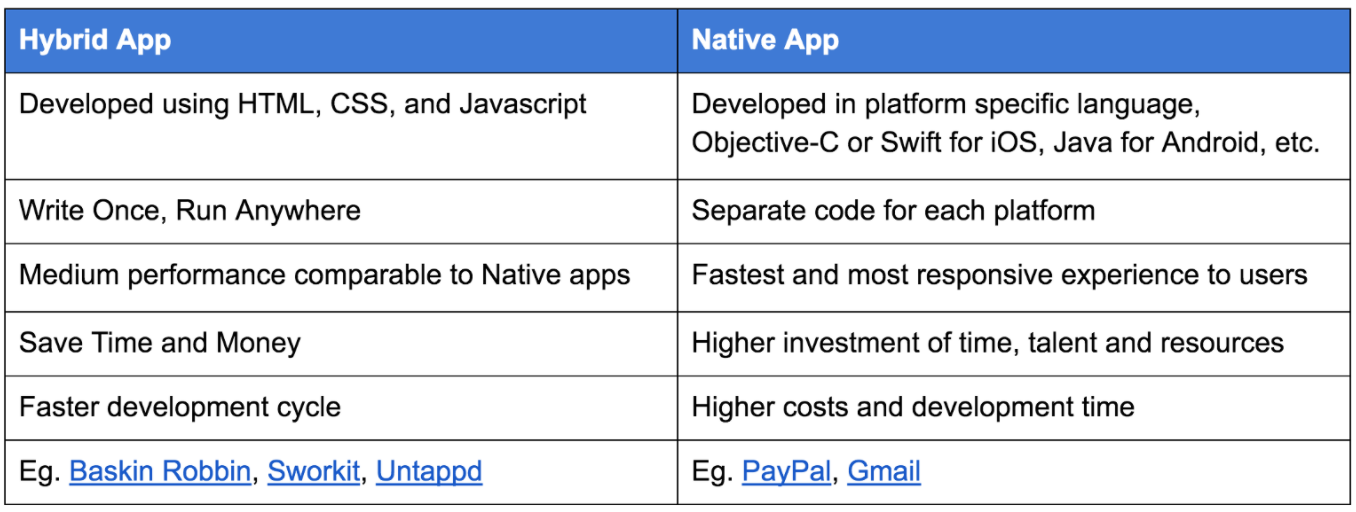 Hybrid App
Native App
Developed using HTML, CSS, and Javascript
Developed in platform specific language,
Objective-C or Swift for iOS, Java for Android, etc.
Write Once, Run Anywhere
Separate code for each platform
Medium performance comparable to Native apps
Fastest and most responsive experience to users
Save Time and Money
Higher investment of time, talent and resources
Faster development cycle
Higher costs and development time
Eg. Baskin Robbin, Sworkit, Untappd
Eg. PayPal, Gmail